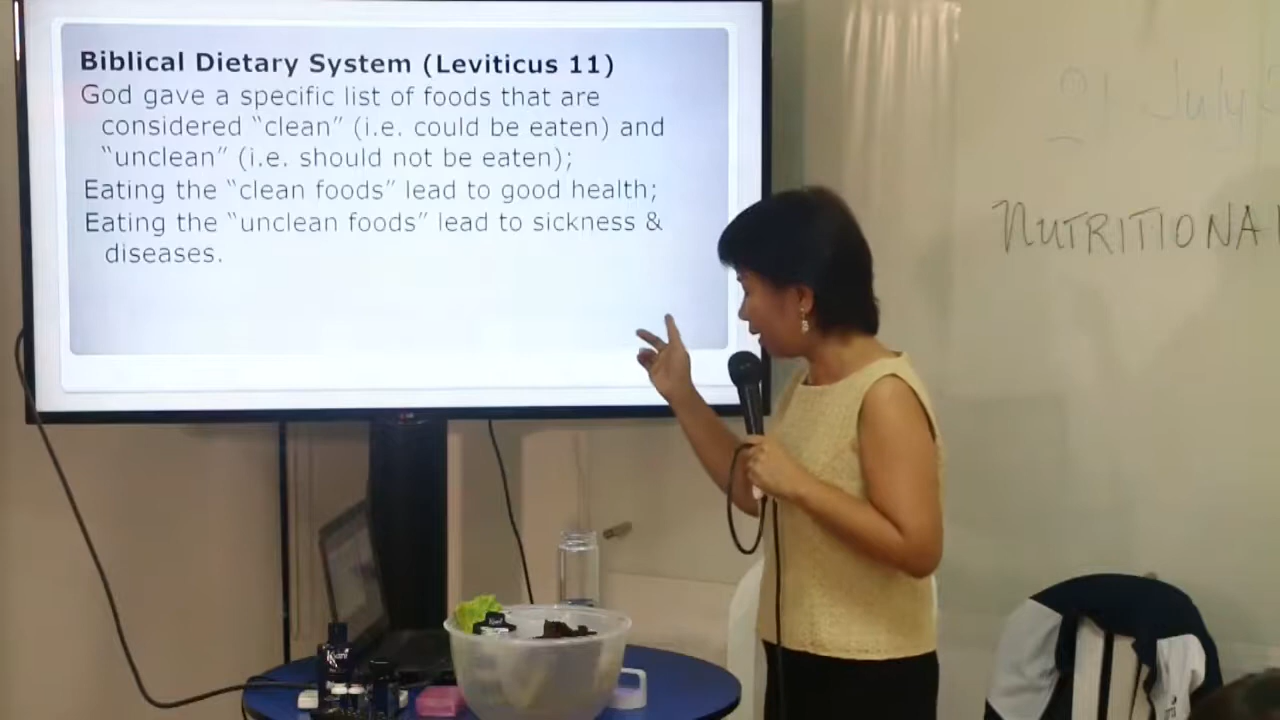 Biblical Dietary System (Leviticus 11)
God gave a specific list of foods that are
considered “clean” (i.e. could be eaten) and
“unclean” (i.e. should not be eaten);
Eating the “clean foods” lead to good health;
Eating the “unclean foods” lead to sickness &
diseases.
July
NUTRITIONA